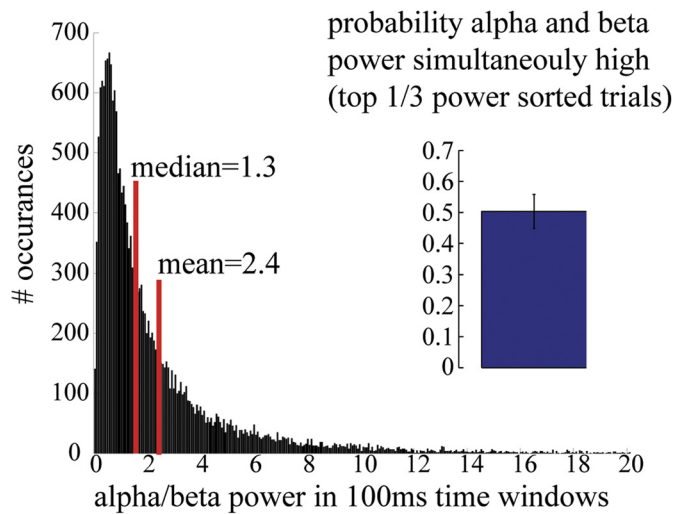 probability alpha and beta
power simultaneouly high
(top 1/3 power sorted trials)
700
600
500
400
300
200
100
0
# occurances
median=1.3
mean=2.4
0.7
0.6
0.5
0.4
0.3
0.2
0.1
0
0 2 4 6 8 10 12 14 16 18 20
alpha/beta power in 100ms time windows